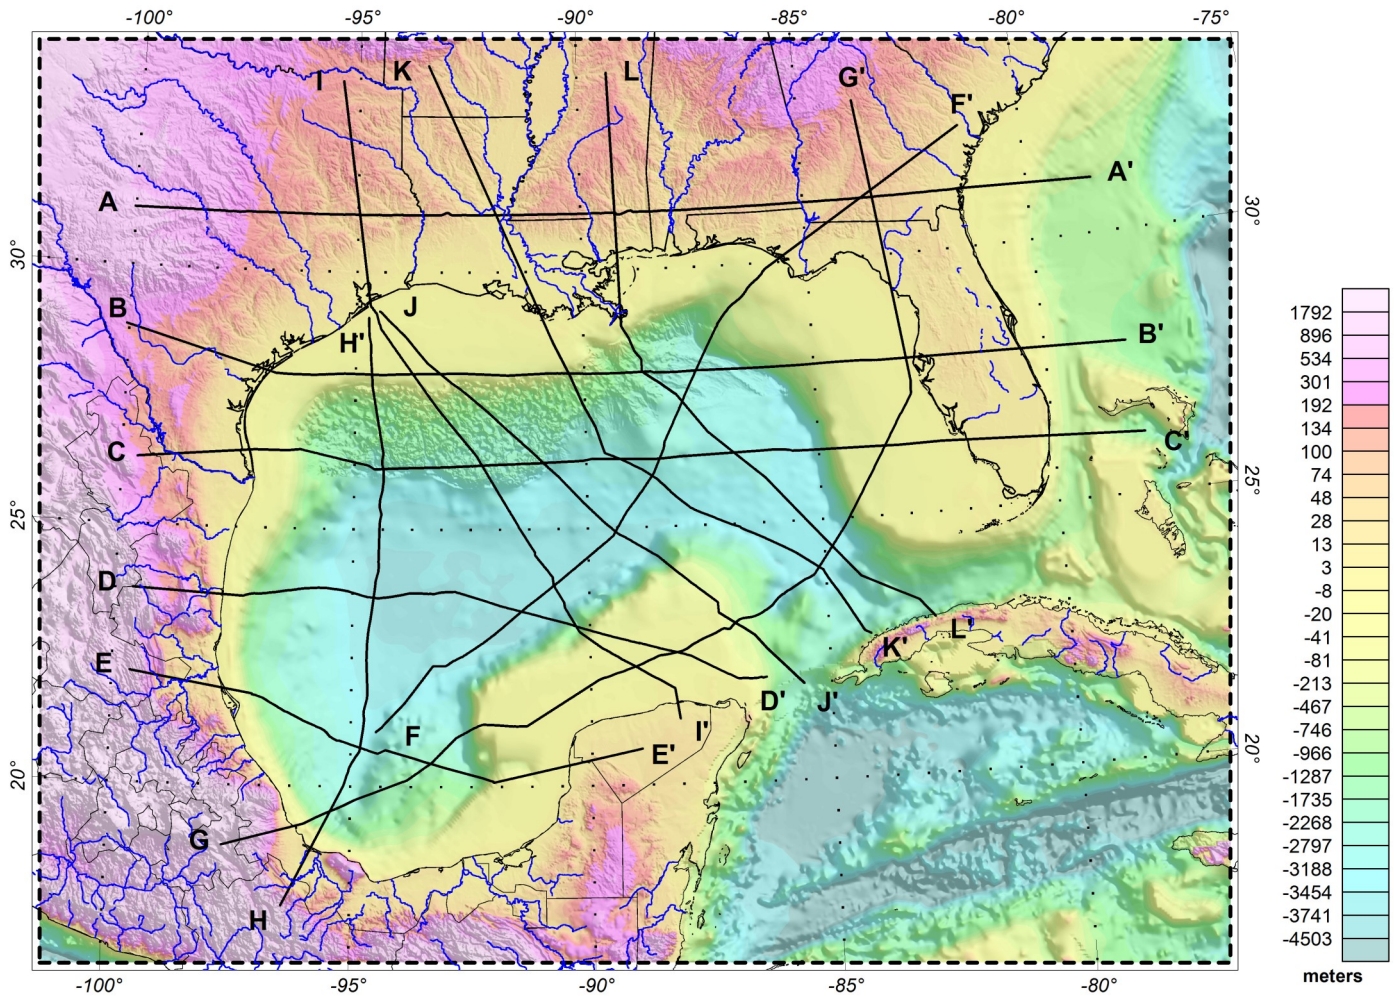 -100° -95° -90° -85° -80° -75°
I K L G' F'
A A'
30° 30°
B J H' B'
C C'
25° 25°
D K' L'
E D' J'
F I' E'
20° 20°
G
H
-100° -95° -90° -85° -80°
1792
896
534
301
192
134
100
74
48
28
13
3
-8
-20
-41
-81
-213
-467
-746
-966
-1287
-1735
-2268
-2797
-3188
-3454
-3741
-4503
meters